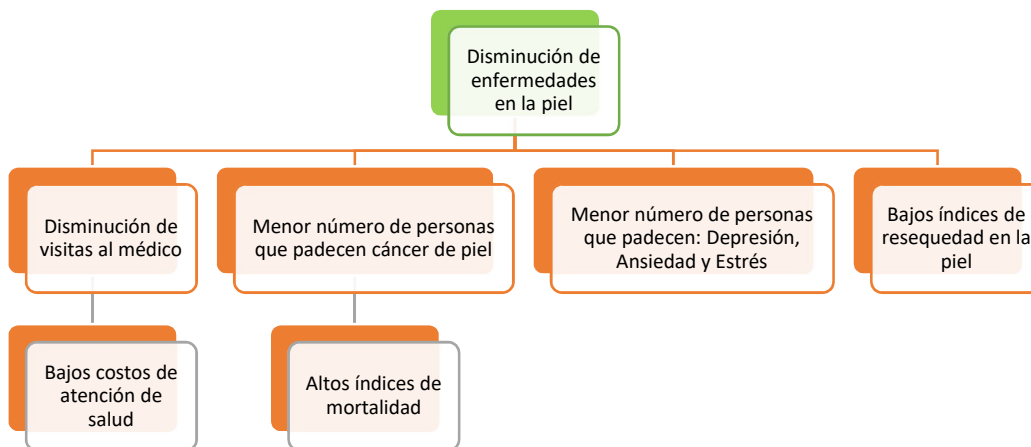 Disminución de
enfermedades
en la piel
Disminución de
visitas al médico
Menor número de personas
que padecen cáncer de piel
Menor número de personas
que padecen: Depresión,
Ansiedad y Estrés
Bajos índices de
resequedad en la
piel
Bajos costos de
atención de
salud
Altos índices de
mortalidad